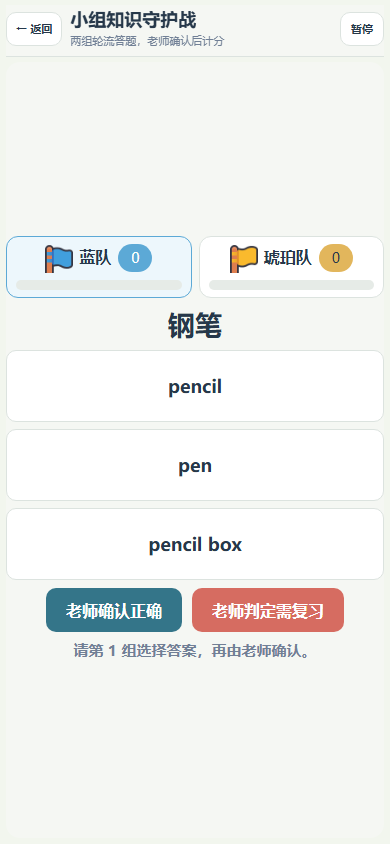 ← 返回
小组知识守护战
两组轮流答题，老师确认后计分
暂停
蓝队 0
琥珀队 0
钢笔
pencil
pen
pencil box
老师确认正确
老师判定需复习
请第 1 组选择答案，再由老师确认。